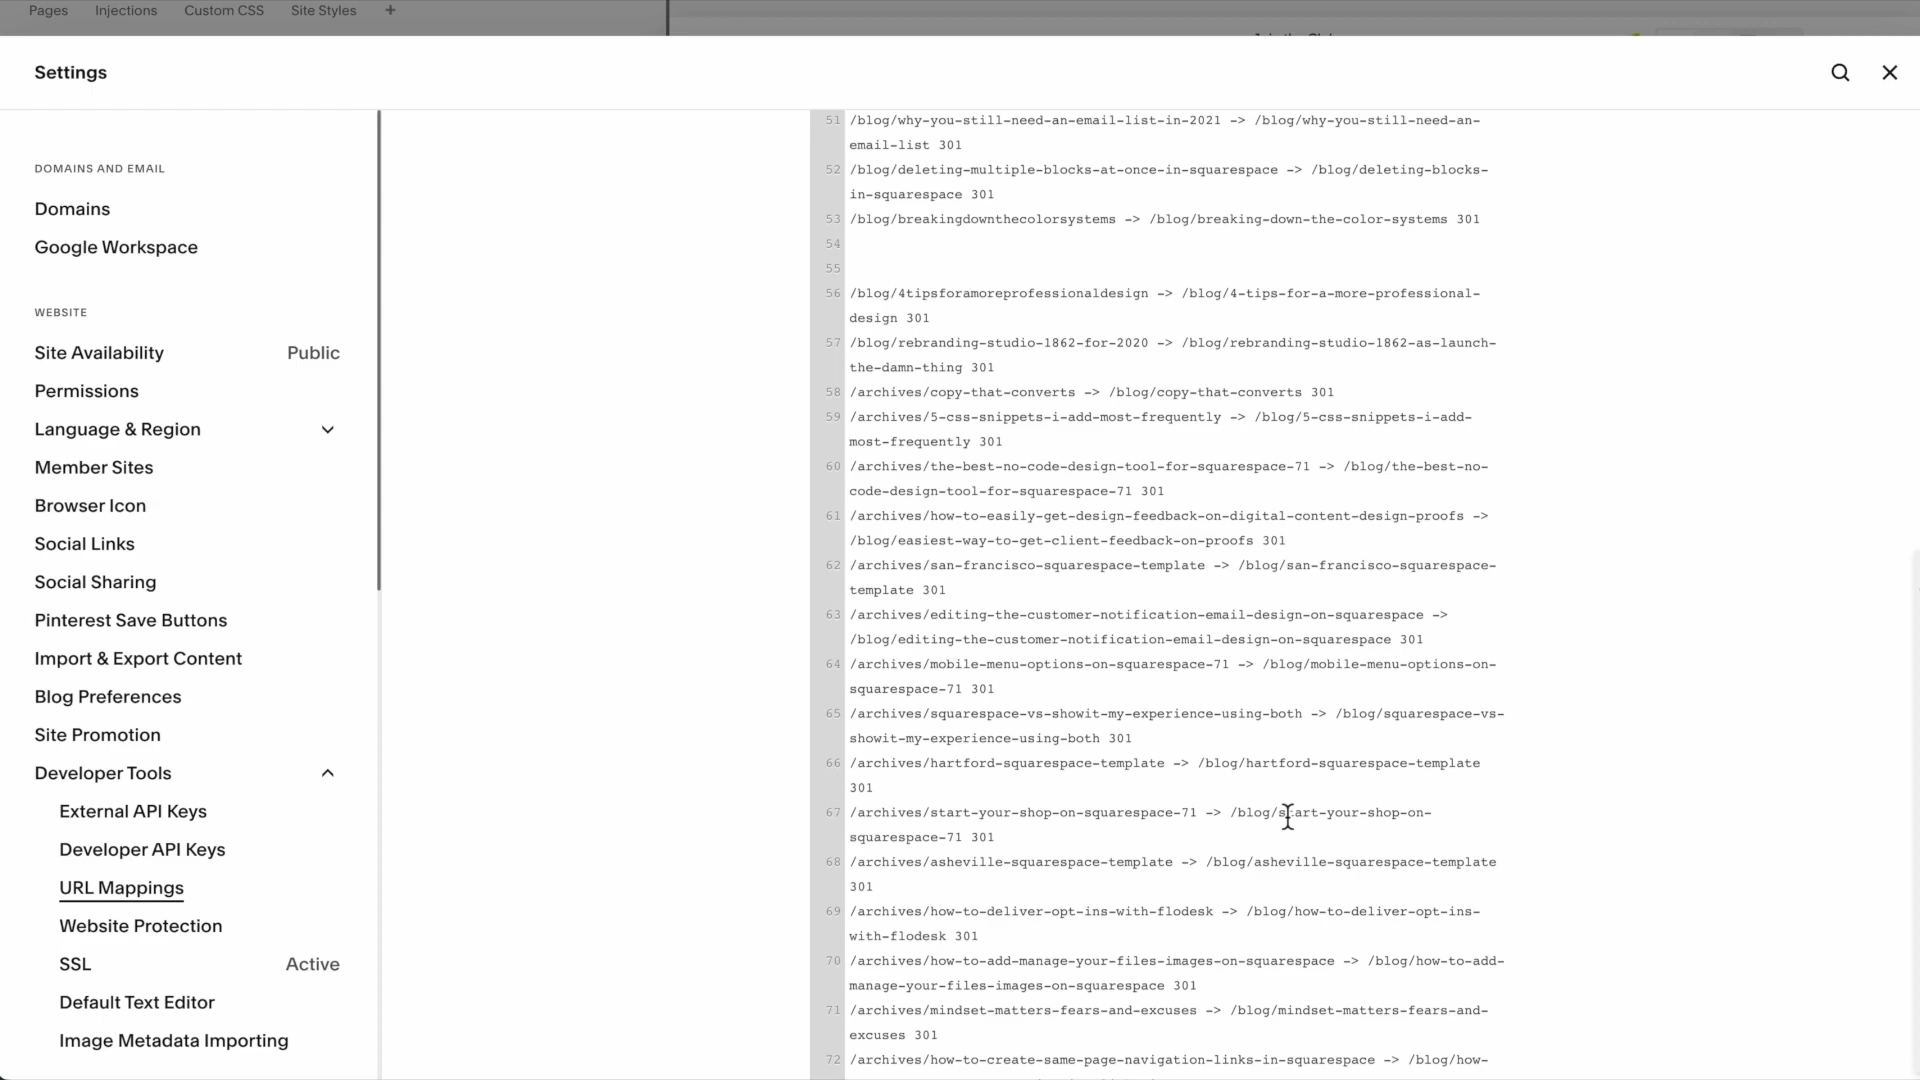 Pages Injections Custom CSS Site Styles +
Settings
DOMAINS AND EMAIL
Domains
Google Workspace
WEBSITE
Site Availability Public
Permissions
Language & Region
Member Sites
Browser Icon
Social Links
Social Sharing
Pinterest Save Buttons
Import & Export Content
Blog Preferences
Site Promotion
Developer Tools
External API Keys
Developer API Keys
URL Mappings
Website Protection
SSL Active
Default Text Editor
Image Metadata Importing
51 /blog/why-you-still-need-an-email-list-in-2021 -> /blog/why-you-still-need-an-
email-list 301
52 /blog/deleting-multiple-blocks-at-once-in-squarespace -> /blog/deleting-blocks-
in-squarespace 301
53 /blog/breakingdownthecolorsystems -> /blog/breaking-down-the-color-systems 301
54
55
56 /blog/4tipsforamoreprofessionaldesign -> /blog/4-tips-for-a-more-professional-
design 301
57 /blog/rebranding-studio-1862-for-2020 -> /blog/rebranding-studio-1862-as-launch-
the-damn-thing 301
58 /archives/copy-that-converts -> /blog/copy-that-converts 301
59 /archives/5-css-snippets-i-add-most-frequently -> /blog/5-css-snippets-i-add-
most-frequently 301
60 /archives/the-best-no-code-design-tool-for-squarespace-71 -> /blog/the-best-no-
code-design-tool-for-squarespace-71 301
61 /archives/how-to-easily-get-design-feedback-on-digital-content-design-proofs ->
/blog/easiest-way-to-get-client-feedback-on-proofs 301
62 /archives/san-francisco-squarespace-template -> /blog/san-francisco-squarespace-
template 301
63 /archives/editing-the-customer-notification-email-design-on-squarespace ->
/blog/editing-the-customer-notification-email-design-on-squarespace 301
64 /archives/mobile-menu-options-on-squarespace-71 -> /blog/mobile-menu-options-on-
squarespace-71 301
65 /archives/squarespace-vs-showit-my-experience-using-both -> /blog/squarespace-vs-
showit-my-experience-using-both 301
66 /archives/hartford-squarespace-template -> /blog/hartford-squarespace-template
301
67 /archives/start-your-shop-on-squarespace-71 -> /blog/start-your-shop-on-
squarespace-71 301
68 /archives/asheville-squarespace-template -> /blog/asheville-squarespace-template
301
69 /archives/how-to-deliver-opt-ins-with-flodesk -> /blog/how-to-deliver-opt-ins-
with-flodesk 301
70 /archives/how-to-add-manage-your-files-images-on-squarespace -> /blog/how-to-add-
manage-your-files-images-on-squarespace 301
71 /archives/mindset-matters-fears-and-excuses -> /blog/mindset-matters-fears-and-
excuses 301
72 /archives/how-to-create-same-page-navigation-links-in-squarespace -> /blog/how-